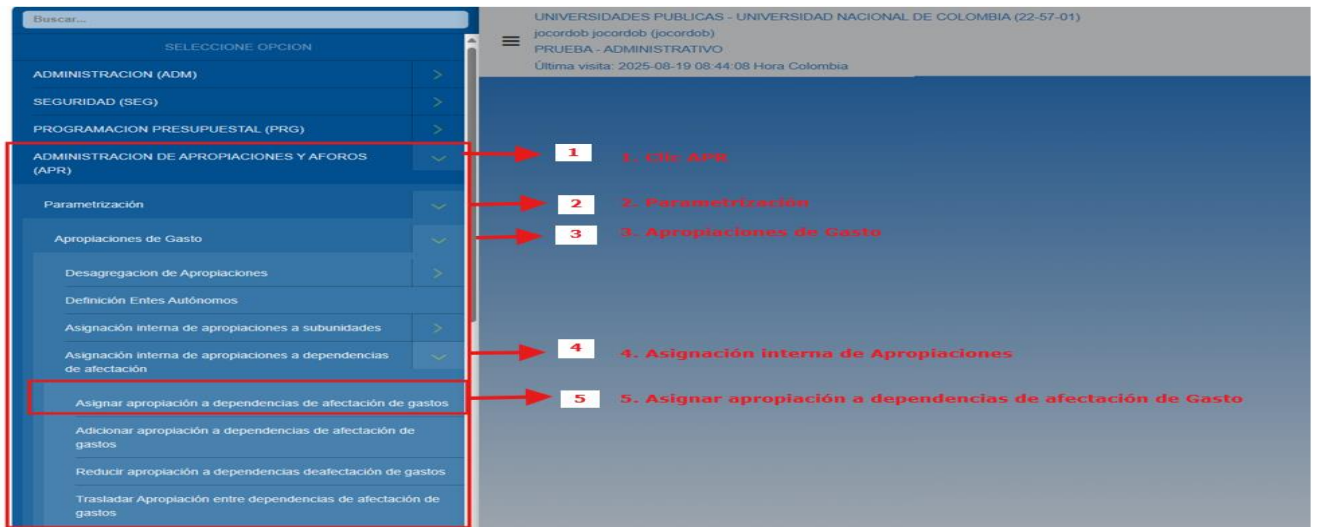 Buscar...
SELECCIONE OPCION
ADMINISTRACION (ADM)
SEGURIDAD (SEG)
PROGRAMACION PRESUPUESTAL (PRG)
ADMINISTRACION DE APROPIACIONES Y AFOROS
(APR)
Parametrización
Apropiaciones de Gasto
Desagregacion de Apropiaciones
Definición Entes Autónomos
Asignación interna de apropiaciones a subunidades
Asignación interna de apropiaciones a dependencias
de afectación
Asignar apropiación a dependencias de afectación de gastos
Adicionar apropiación a dependencias de afectación de
gastos
Reducir apropiación a dependencias deafectación de gastos
Trasladar Apropiación entre dependencias de afectación de
gastos
UNIVERSIDADES PUBLICAS - UNIVERSIDAD NACIONAL DE COLOMBIA (22-57-01)
jocordob jocordob (jocordob)
PRUEBA - ADMINISTRATIVO
Última visita: 2025-08-19 08:44:08 Hora Colombia
1 1. Clic APR
2 2. Parametrización
3 3. Apropiaciones de Gasto
4 4. Asignación interna de Apropiaciones
5 5. Asignar apropiación a dependencias de afectación de Gasto